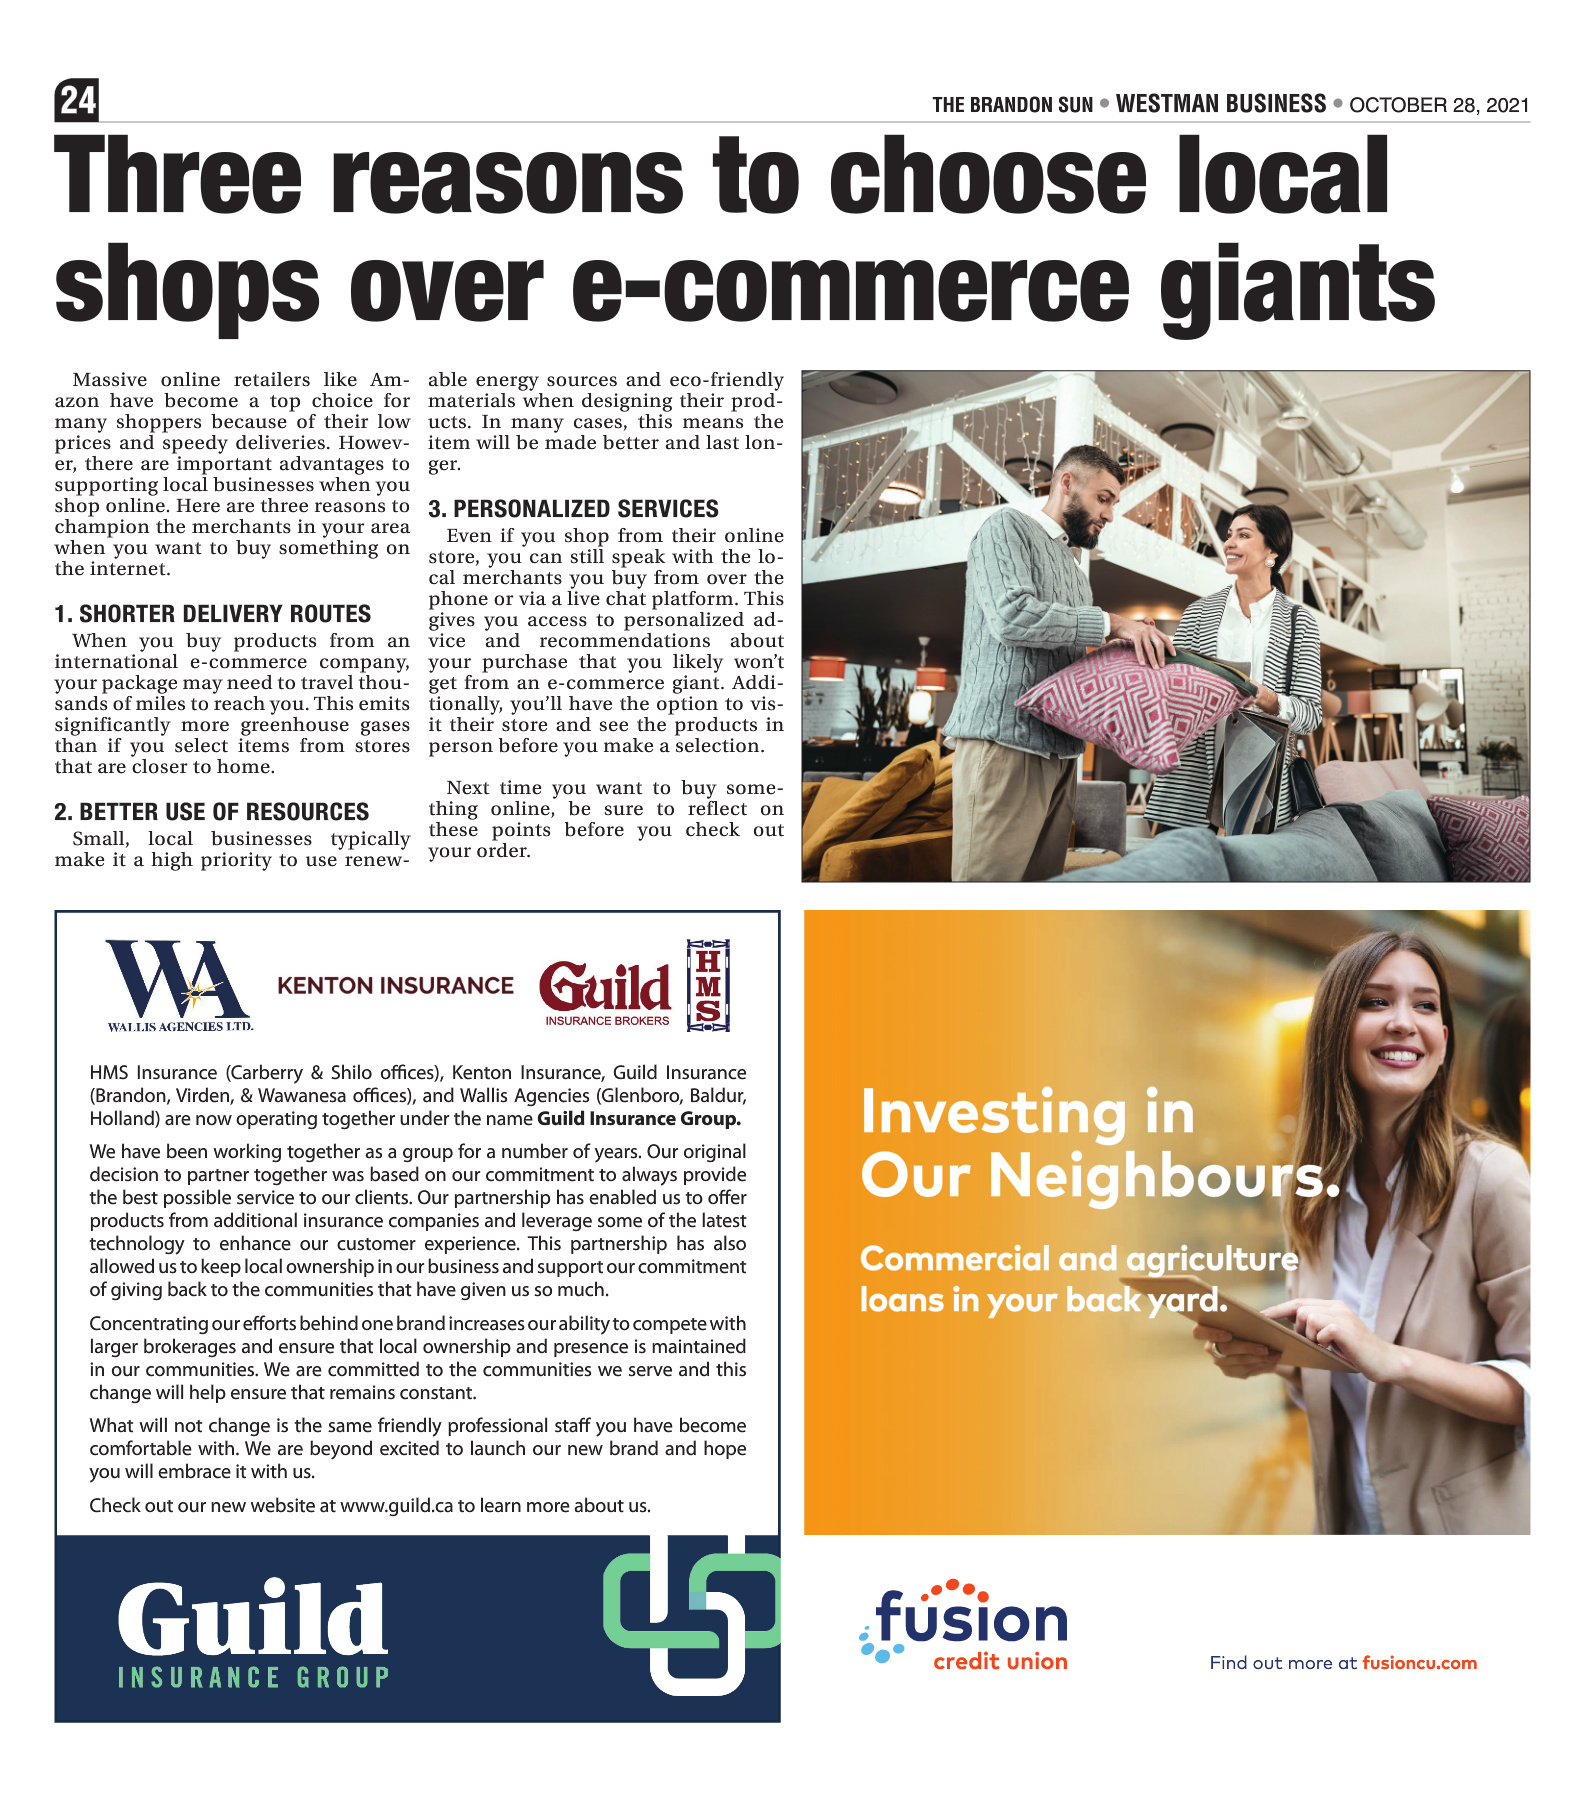 24
THE BRANDON SUN • WESTMAN BUSINESS • OCTOBER 28, 2021
Three reasons to choose local
shops over e-commerce giants
Massive online retailers like Am-
azon have become a top choice for
many shoppers because of their low
prices and speedy deliveries. Howev-
er, there are important advantages to
supporting local businesses when you
shop online. Here are three reasons to
champion the merchants in your area
when you want to buy something on
the internet.
1. SHORTER DELIVERY ROUTES
When you buy products from an
international e-commerce company,
your package may need to travel thou-
sands of miles to reach you. This emits
significantly more greenhouse gases
than if you select items from stores
that are closer to home.
2. BETTER USE OF RESOURCES
Small, local businesses typically
make it a high priority to use renew-
able energy sources and eco-friendly
materials when designing their prod-
ucts. In many cases, this means the
item will be made better and last lon-
ger.
3. PERSONALIZED SERVICES
Even if you shop from their online
store, you can still speak with the lo-
cal merchants you buy from over the
phone or via a live chat platform. This
gives you access to personalized ad-
vice and recommendations about
your purchase that you likely won't
get from an e-commerce giant. Addi-
tionally, you'll have the option to vis-
it their store and see the products in
person before you make a selection.
Next time you want to buy some-
thing online, be sure to reflect on
these points before you check out
your order.
WA
WALLIS AGENCIES LTD.
KENTON INSURANCE
Guild
INSURANCE BROKERS
HMS
HMS Insurance (Carberry & Shilo offices), Kenton Insurance, Guild Insurance
(Brandon, Virden, & Wawanesa offices), and Wallis Agencies (Glenboro, Baldur,
Holland) are now operating together under the name Guild Insurance Group.
We have been working together as a group for a number of years. Our original
decision to partner together was based on our commitment to always provide
the best possible service to our clients. Our partnership has enabled us to offer
products from additional insurance companies and leverage some of the latest
technology to enhance our customer experience. This partnership has also
allowed us to keep local ownership in our business and support our commitment
of giving back to the communities that have given us so much.
Concentrating our efforts behind one brand increases our ability to compete with
larger brokerages and ensure that local ownership and presence is maintained
in our communities. We are committed to the communities we serve and this
change will help ensure that remains constant.
What will not change is the same friendly professional staff you have become
comfortable with. We are beyond excited to launch our new brand and hope
you will embrace it with us.
Check out our new website at www.guild.ca to learn more about us.
Guild
INSURANCE GROUP
Investing in
Our Neighbours.
Commercial and agriculture
loans in your back yard.
fusion
credit union
Find out more at fusioncu.com